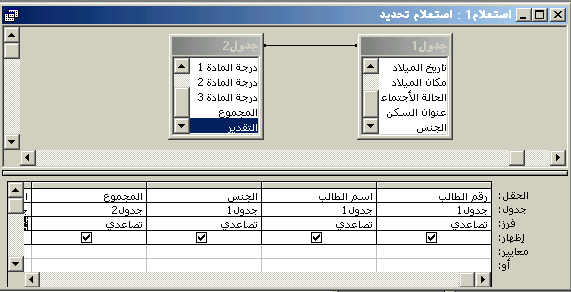 استعلام1 : استعلام تحديد
جدول1
تاريخ الميلاد
مكان الميلاد
الحالة الأجتماء
عنوان السكن
الجنس
جدول2
درجة المادة 1
درجة المادة 2
درجة المادة 3
المجموع
التقدير
الحقل: رقم الطالب اسم الطالب الجنس المجموع
جدول: جدول1 جدول1 جدول1 جدول2
فرز: تصاعدي تصاعدي تصاعدي تصاعدي
إظهار:
معايير:
أو: